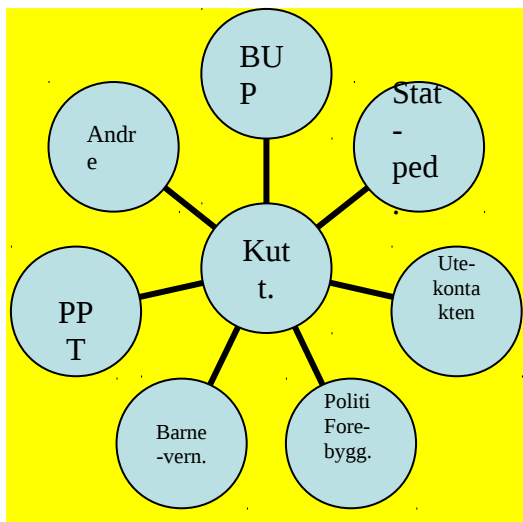 BU
P
Stat
-
ped
.
Andr
e
Kut
t.
Ute-
konta
kten
PP
T
Politi
Fore-
bygg.
Barne
-vern.